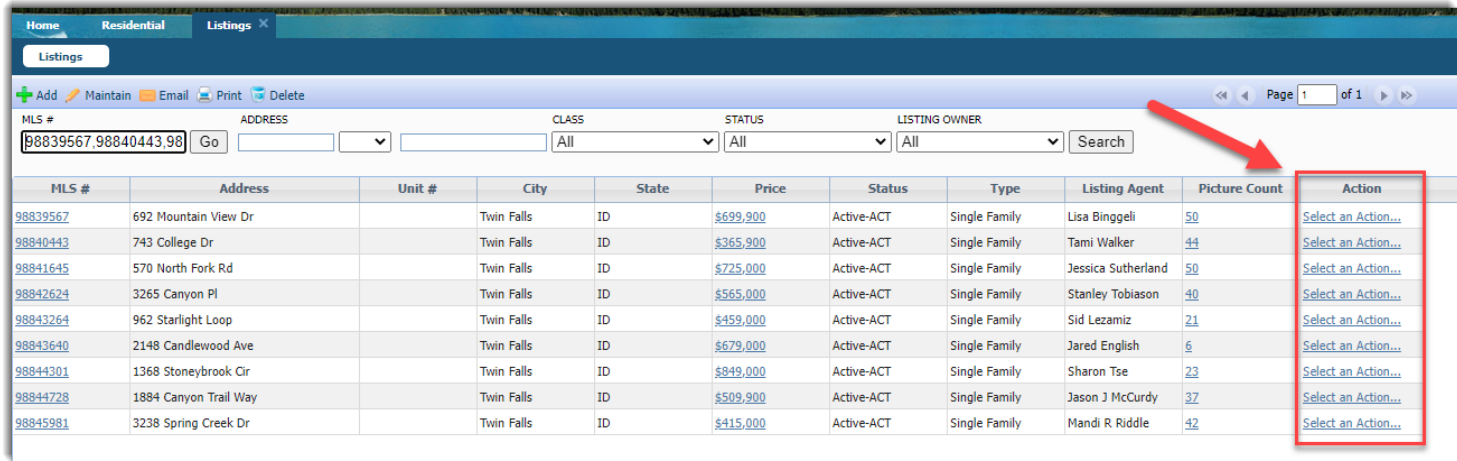 Home Residential Listings
Listings
Add Maintain Email Print Delete Page 1 of 1
MLS # ADDRESS CLASS STATUS LISTING OWNER
98839567,98840443,98 Go All All All Search
MLS # Address Unit # City State Price Status Type Listing Agent Picture Count Action
98839567 692 Mountain View Dr Twin Falls ID $699,900 Active-ACT Single Family Lisa Binggeli 50 Select an Action...
98840443 743 College Dr Twin Falls ID $365,900 Active-ACT Single Family Tami Walker 44 Select an Action...
98841645 570 North Fork Rd Twin Falls ID $725,000 Active-ACT Single Family Jessica Sutherland 50 Select an Action...
98842624 3265 Canyon Pl Twin Falls ID $565,000 Active-ACT Single Family Stanley Tobiason 40 Select an Action...
98843264 962 Starlight Loop Twin Falls ID $459,000 Active-ACT Single Family Sid Lezamiz 21 Select an Action...
98843640 2148 Candlewood Ave Twin Falls ID $679,000 Active-ACT Single Family Jared English 6 Select an Action...
98844301 1368 Stoneybrook Cir Twin Falls ID $849,000 Active-ACT Single Family Sharon Tse 23 Select an Action...
98844728 1884 Canyon Trail Way Twin Falls ID $509,900 Active-ACT Single Family Jason J McCurdy 37 Select an Action...
98845981 3238 Spring Creek Dr Twin Falls ID $415,000 Active-ACT Single Family Mandi R Riddle 42 Select an Action...